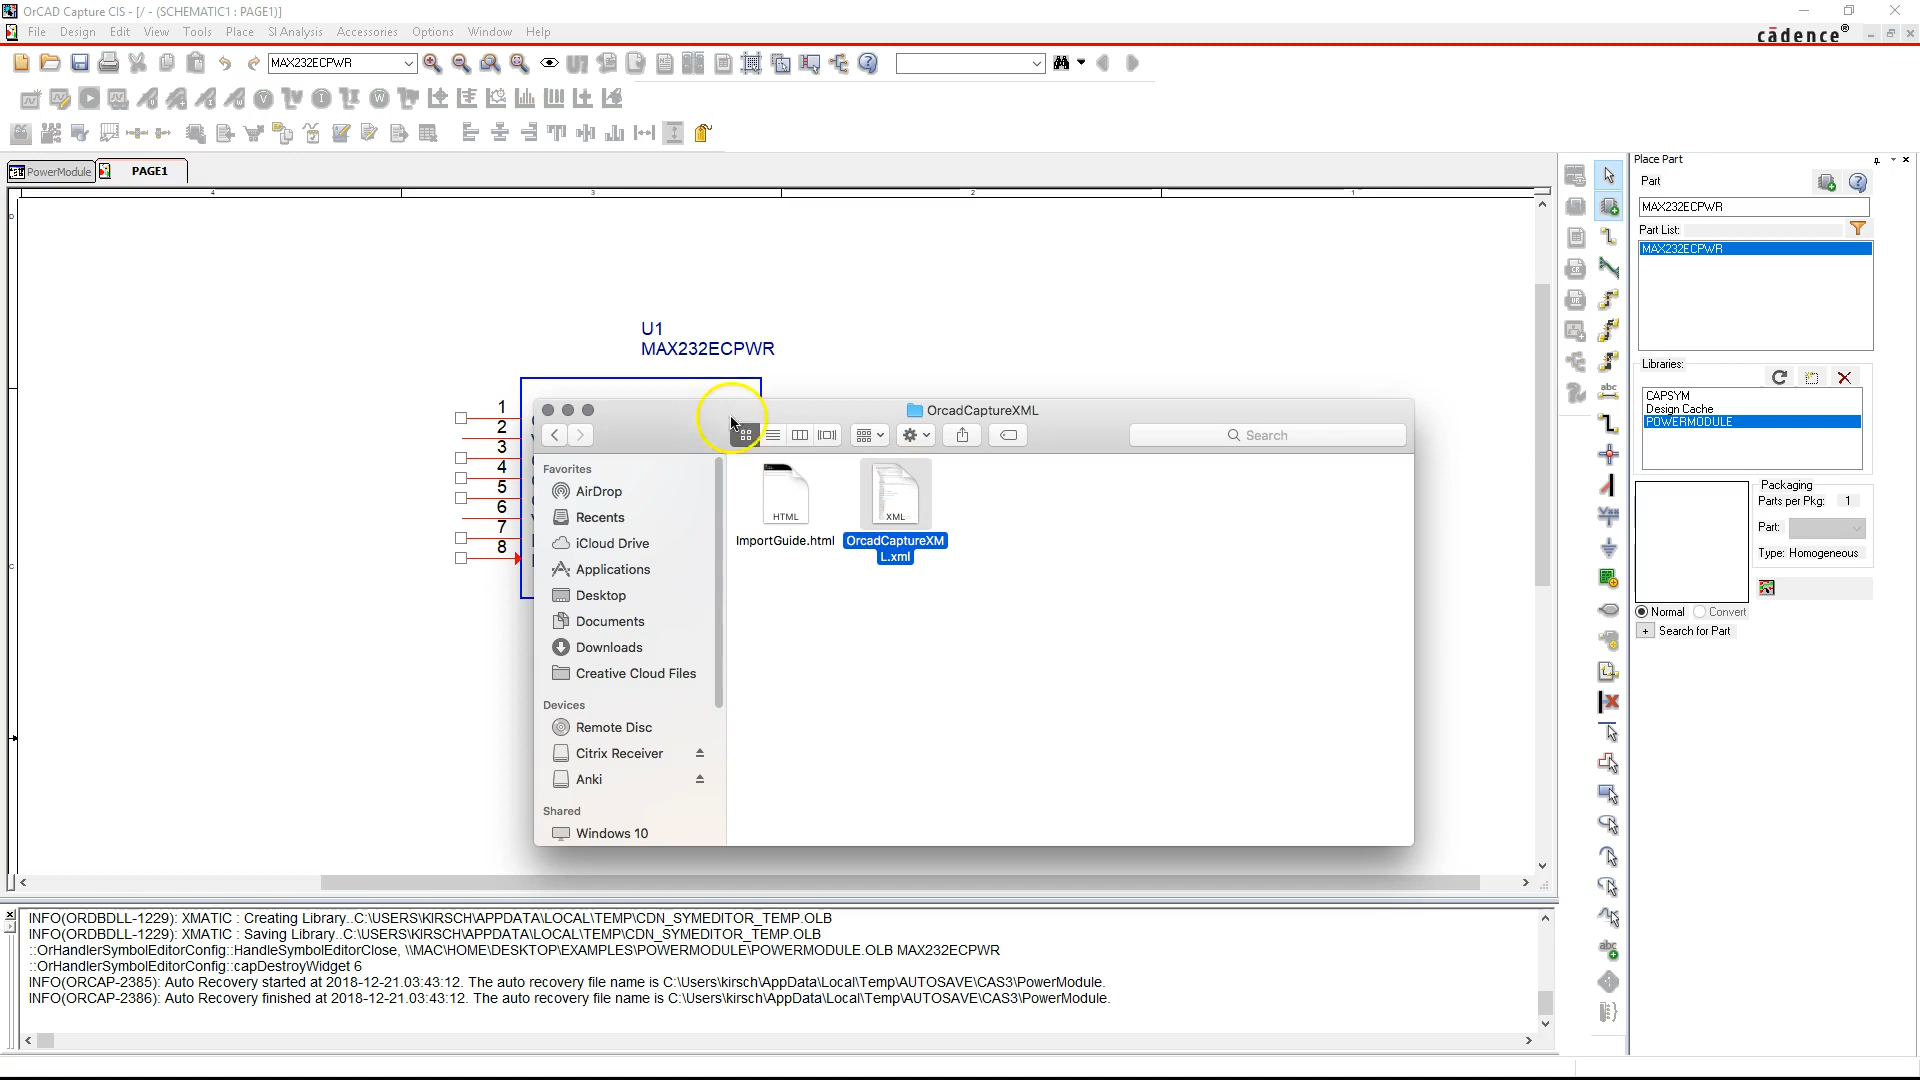 OrCAD Capture CIS - [/ - (SCHEMATIC1 : PAGE1)]
File Design Edit View Tools Place SI Analysis Accessories Options Window Help
cādence®
MAX232ECPWR
PowerModule
PAGE1
4 3 2 1
U1
MAX232ECPWR
1
2
3
4
5
6
7
8
OrcadCaptureXML
Search
Favorites
AirDrop
Recents
iCloud Drive
Applications
Desktop
Documents
Downloads
Creative Cloud Files
Devices
Remote Disc
Citrix Receiver
Anki
Shared
Windows 10
HTML
ImportGuide.html
XML
OrcadCaptureXM
L.xml
Place Part
Part
MAX232ECPWR
Part List:
MAX232ECPWR
Libraries:
CAPSYM
Design Cache
POWERMODULE
Packaging
Parts per Pkg: 1
Part:
Type: Homogeneous
Normal Convert
+ Search for Part
INFO(ORDBDLL-1229): XMATIC : Creating Library..C:\USERS\KIRSCH\APPDATA\LOCAL\TEMP\CDN_SYMEDITOR_TEMP.OLB
INFO(ORDBDLL-1229): XMATIC : Saving Library..C:\USERS\KIRSCH\APPDATA\LOCAL\TEMP\CDN_SYMEDITOR_TEMP.OLB
::OrHandlerSymbolEditorConfig::HandleSymbolEditorClose, \\MAC\HOME\DESKTOP\EXAMPLES\POWERMODULE\POWERMODULE.OLB MAX232ECPWR
::OrHandlerSymbolEditorConfig::capDestroyWidget 6
INFO(ORCAP-2385): Auto Recovery started at 2018-12-21.03:43:12. The auto recovery file name is C:\Users\kirsch\AppData\Local\Temp\AUTOSAVE\CAS3\PowerModule.
INFO(ORCAP-2386): Auto Recovery finished at 2018-12-21.03:43:12. The auto recovery file name is C:\Users\kirsch\AppData\Local\Temp\AUTOSAVE\CAS3\PowerModule.